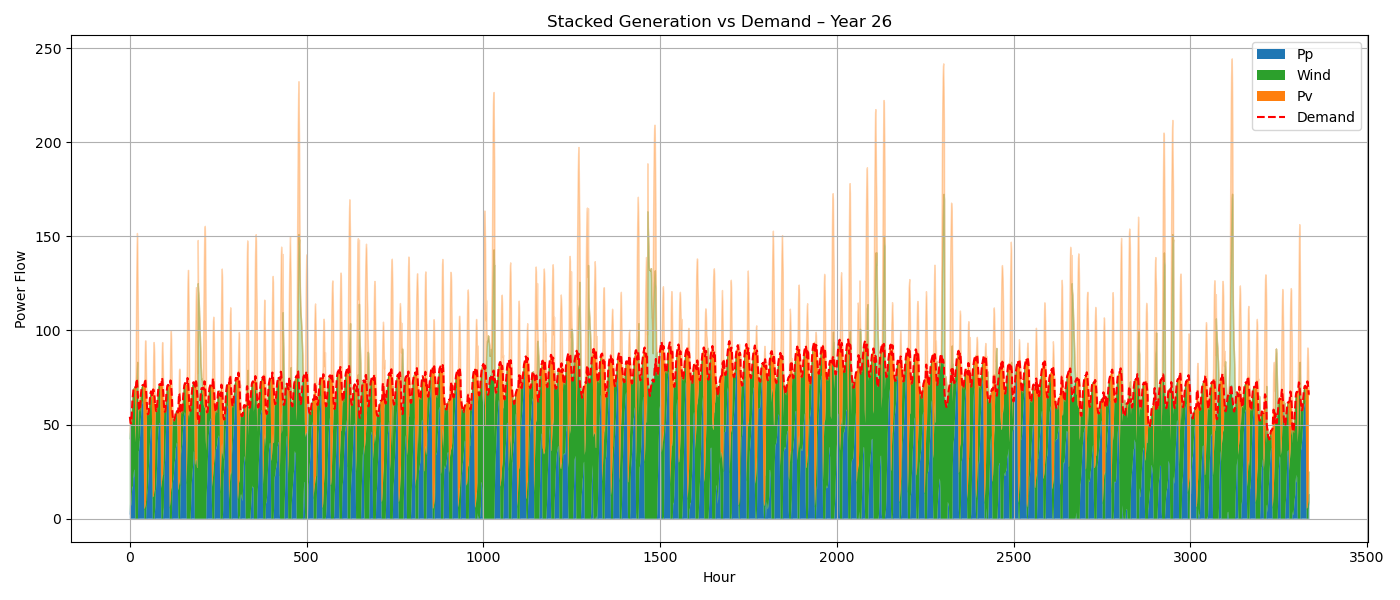 Stacked Generation vs Demand – Year 26
Power Flow
250
200
150
100
50
0
0 500 1000 1500 2000 2500 3000 3500
Hour
Pp
Wind
Pv
Demand